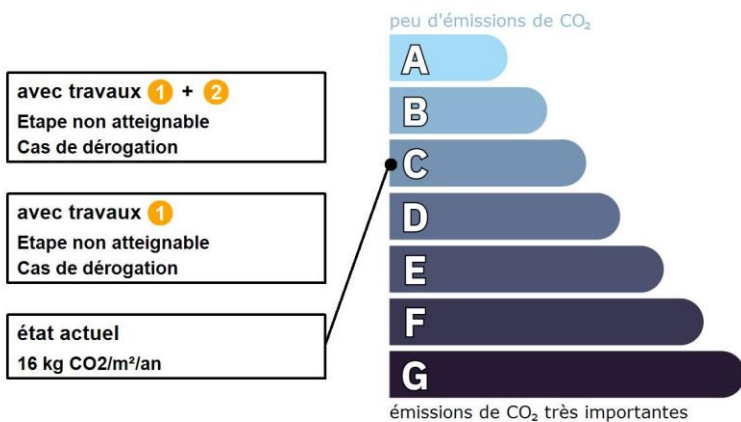 avec travaux 1 + 2
Etape non atteignable
Cas de dérogation
avec travaux 1
Etape non atteignable
Cas de dérogation
état actuel
16 kg CO2/m²/an
peu d'émissions de CO₂
A
B
C
D
E
F
G
émissions de CO₂ très importantes